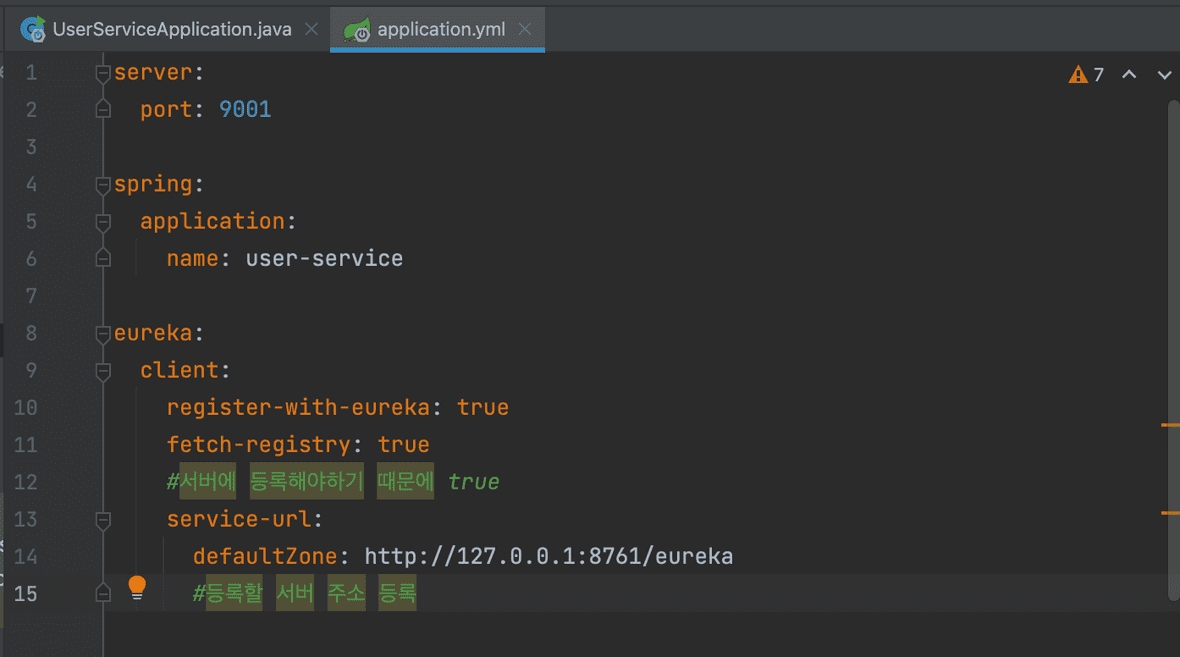 UserServiceApplication.java application.yml
7
1 server:
2   port: 9001
3
4 spring:
5   application:
6     name: user-service
7
8 eureka:
9   client:
10     register-with-eureka: true
11     fetch-registry: true
12     #서버에 등록해야하기 때문에 true
13     service-url:
14       defaultZone: http://127.0.0.1:8761/eureka
15       #등록할 서버 주소 등록